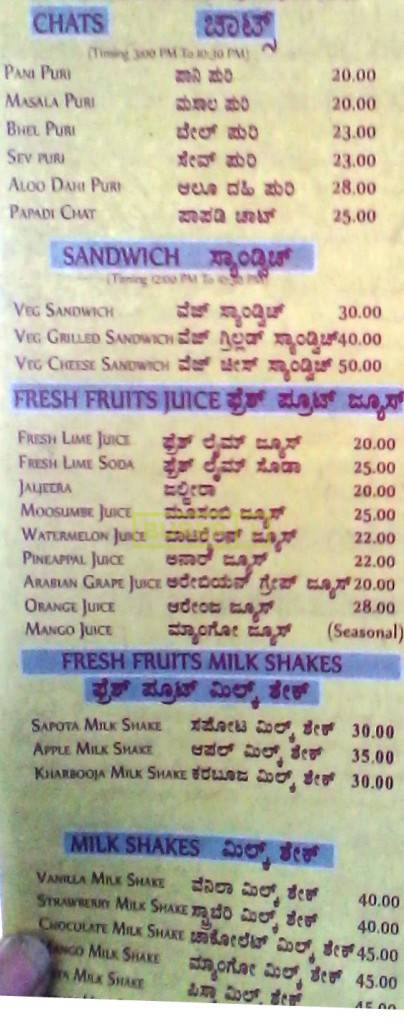 CHATS ಚಾಟ್ಸ್
(Timing 3:00 PM To 10:30 PM)
PANI PURI ಪಾನಿ ಪುರಿ 20.00
MASALA PURI ಮಸಾಲ ಪುರಿ 20.00
BHEL PURI ಬೇಲ್ ಪುರಿ 23.00
SEV PURI ಸೇವ್ ಪುರಿ 23.00
ALOO DAHI PURI ಆಲೂ ದಹಿ ಪುರಿ 28.00
PAPADI CHAT ಪಾಪಡಿ ಚಾಟ್ 25.00
SANDWICH ಸ್ಯಾಂಡ್ವಿಚ್
(Timing 12:00 PM To 10:30 PM)
VEG SANDWICH ವೆಜ್ ಸ್ಯಾಂಡ್ವಿಚ್ 30.00
VEG GRILLED SANDWICH ವೆಜ್ ಗ್ರಿಲ್ಲಡ್ ಸ್ಯಾಂಡ್ವಿಚ್ 40.00
VEG CHEESE SANDWICH ವೆಜ್ ಚೀಸ್ ಸ್ಯಾಂಡ್ವಿಚ್ 50.00
FRESH FRUITS JUICE ಫ್ರೆಶ್ ಪ್ರೂಟ್ ಜ್ಯೂಸ್
FRESH LIME JUICE ಫ್ರೆಶ್ ಲೈಮ್ ಜ್ಯೂಸ್ 20.00
FRESH LIME SODA ಫ್ರೆಶ್ ಲೈಮ್ ಸೊಡಾ 25.00
JALJEERA ಜಲ್ಜೀರಾ 20.00
MOOSUMBE JUICE ಮೂಸಂಬಿ ಜ್ಯೂಸ್ 25.00
WATERMELON JUICE ವಾಟರ್‍ಮೆಲನ್ ಜ್ಯೂಸ್ 22.00
PINEAPPAL JUICE ಅನಾರ್ ಜ್ಯೂಸ್ 22.00
ARABIAN GRAPE JUICE ಅರೇಬಿಯನ್ ಗ್ರೇಪ್ ಜ್ಯೂಸ್ 20.00
ORANGE JUICE ಆರೇಂಜ ಜ್ಯೂಸ್ 28.00
MANGO JUICE ಮ್ಯಾಂಗೋ ಜ್ಯೂಸ್ (Seasonal)
FRESH FRUITS MILK SHAKES
ಫ್ರೆಶ್ ಪ್ರೂಟ್ ಮಿಲ್ಕ್ ಶೇಕ್
SAPOTA MILK SHAKE ಸಪೋಟ ಮಿಲ್ಕ್ ಶೇಕ್ 30.00
APPLE MILK SHAKE ಆಪಲ್ ಮಿಲ್ಕ್ ಶೇಕ್ 35.00
KHARBOOJA MILK SHAKE ಕರಬೂಜ ಮಿಲ್ಕ್ ಶೇಕ್ 30.00
MILK SHAKES ಮಿಲ್ಕ್ ಶೇಕ್
VANILLA MILK SHAKE ವೆನಿಲಾ ಮಿಲ್ಕ್ ಶೇಕ್ 40.00
STRAWBERRY MILK SHAKE ಸ್ಟ್ರಾಬೆರಿ ಮಿಲ್ಕ್ ಶೇಕ್ 40.00
CHOCULATE MILK SHAKE ಚಾಕೋಲೆಟ್ ಮಿಲ್ಕ್ ಶೇಕ್ 45.00
MANGO MILK SHAKE ಮ್ಯಾಂಗೋ ಮಿಲ್ಕ್ ಶೇಕ್ 45.00
MILK SHAKE ಪಿಸ್ತಾ ಮಿಲ್ಕ್ ಶೇಕ್ 45.00